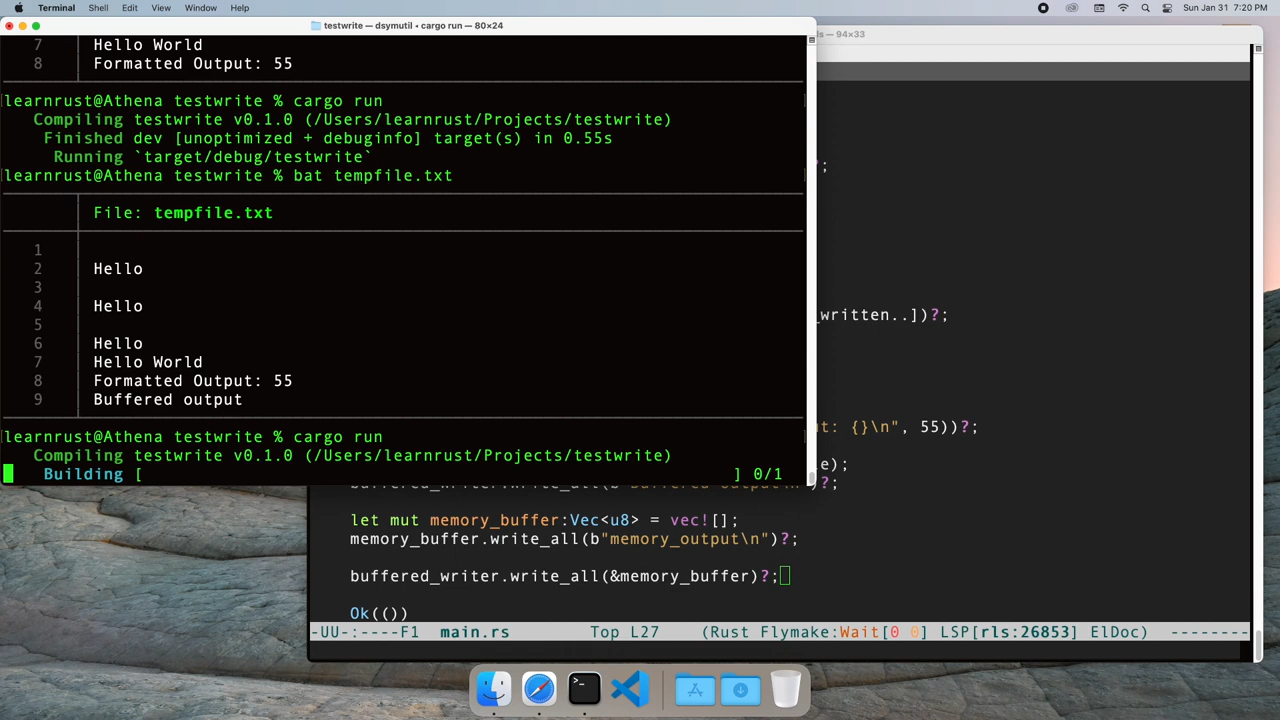 Terminal Shell Edit View Window Help Sun Jan 31 7:20 PM
testwrite — dsymutil ◂ cargo run — 80×24
7 Hello World
8 Formatted Output: 55
learnrust@Athena testwrite % cargo run
Compiling testwrite v0.1.0 (/Users/learnrust/Projects/testwrite)
Finished dev [unoptimized + debuginfo] target(s) in 0.55s
Running `target/debug/testwrite`
learnrust@Athena testwrite % bat tempfile.txt
File: tempfile.txt
1
2 Hello
3
4 Hello
5
6 Hello
7 Hello World
8 Formatted Output: 55
9 Buffered output
learnrust@Athena testwrite % cargo run
Compiling testwrite v0.1.0 (/Users/learnrust/Projects/testwrite)
Building [ ] 0/1
— 94×33
?;
_written..])?;
ut: {}\n", 55))?;
e);
)?;
let mut memory_buffer:Vec<u8> = vec![];
memory_buffer.write_all(b"memory_output\n")?;
buffered_writer.write_all(&memory_buffer)?;
Ok(())
-UU-:----F1 main.rs Top L27 (Rust Flymake:Wait[0 0] LSP[rls:26853] ElDoc) --------